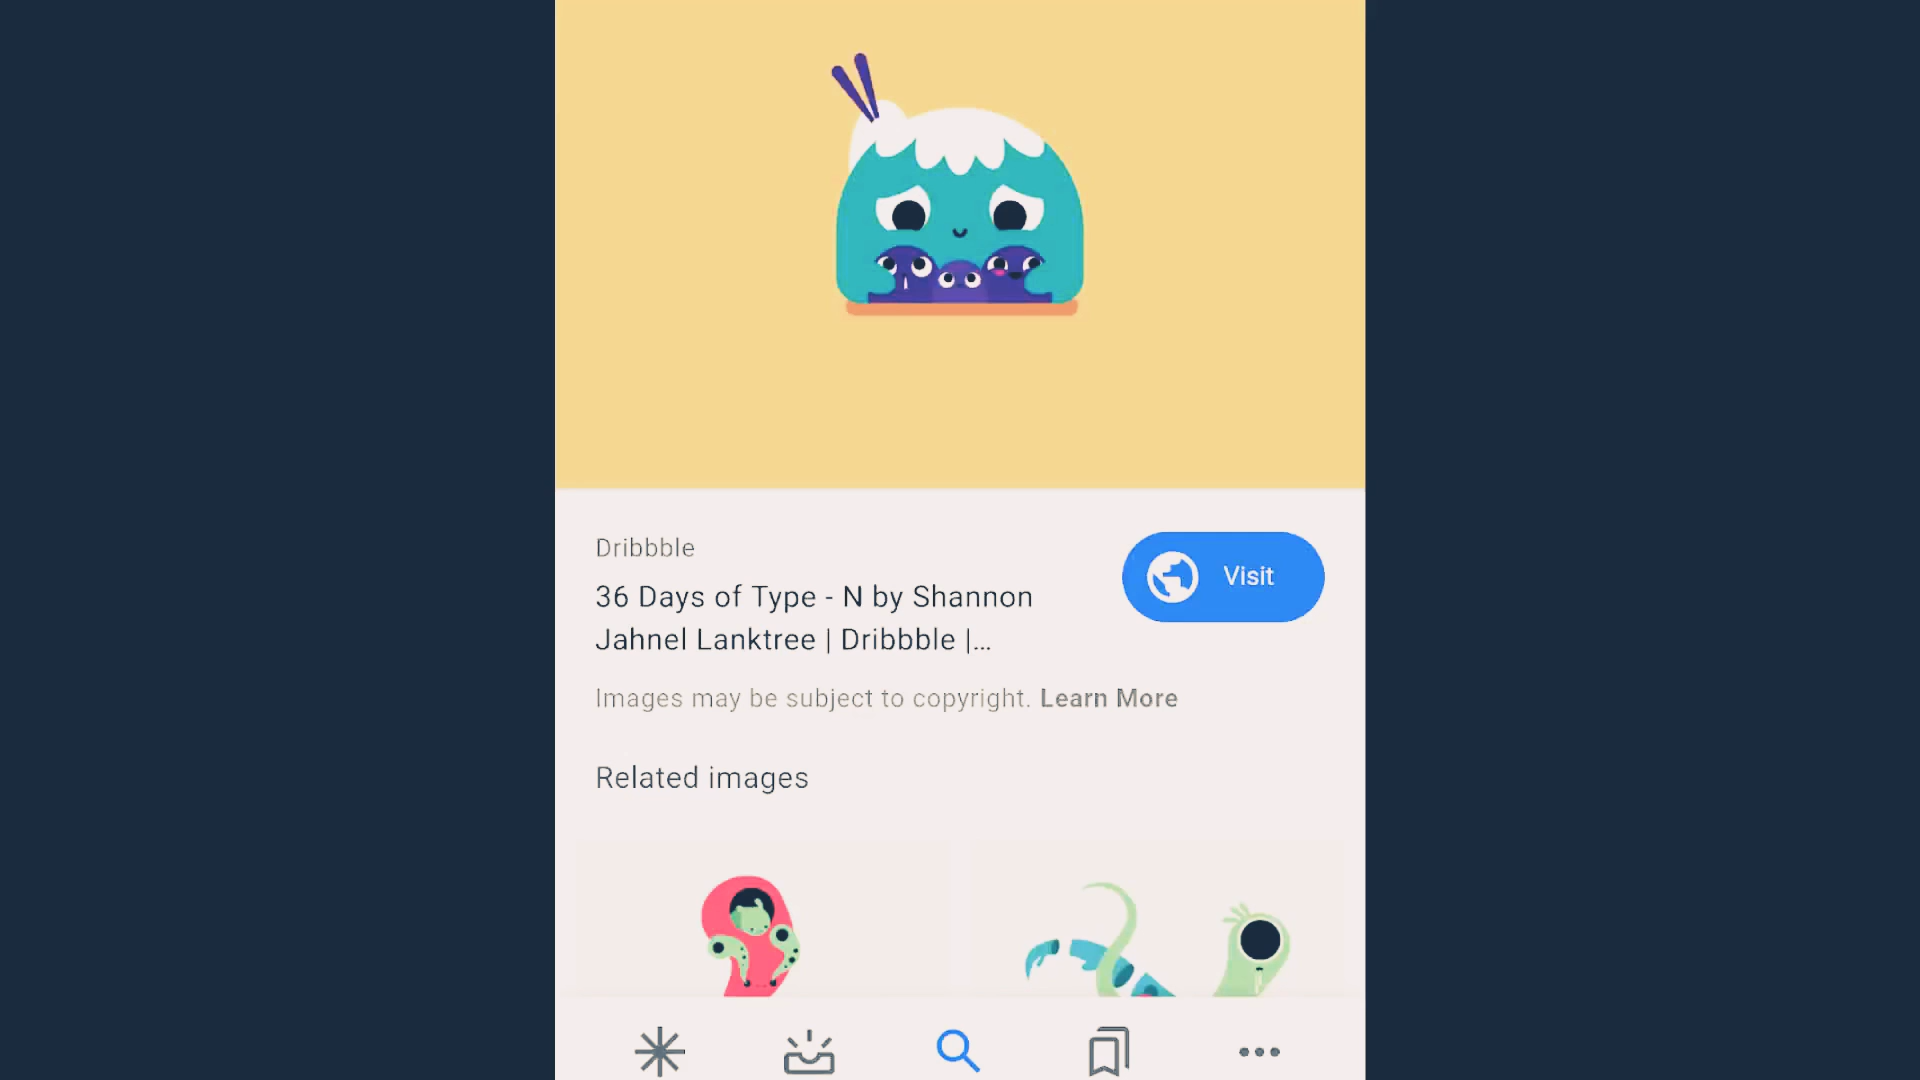 Dribbble
Visit
36 Days of Type - N by Shannon
Jahnel Lanktree | Dribbble |...
Images may be subject to copyright. Learn More
Related images